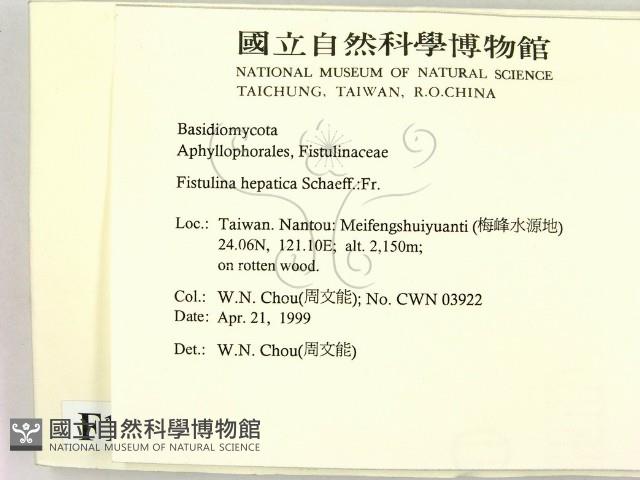 國立自然科學博物館
NATIONAL MUSEUM OF NATURAL SCIENCE
TAICHUNG, TAIWAN, R.O.CHINA
Basidiomycota
Aphyllophorales, Fistulinaceae
Fistulina hepatica Schaeff.:Fr.
Loc.: Taiwan. Nantou: Meifengshuiyuanti (梅峰水源地)
24.06N, 121.10E; alt. 2,150m;
on rotten wood.
Col.: W.N. Chou(周文能); No. CWN 03922
Date: Apr. 21, 1999
Det.: W.N. Chou(周文能)
國立自然科學博物館
NATIONAL MUSEUM OF NATURAL SCIENCE